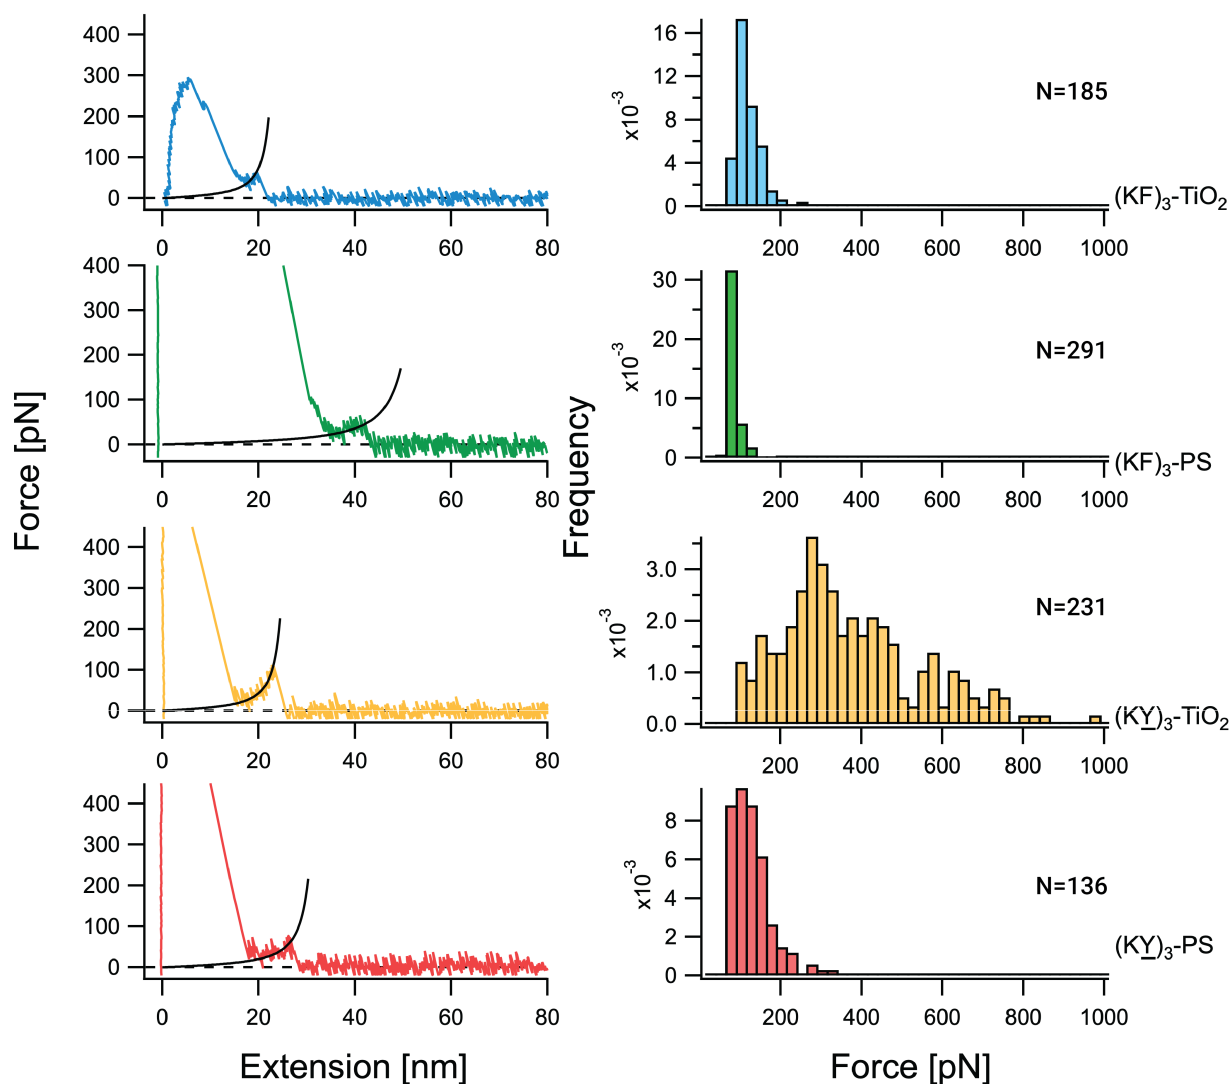 Force [pN]
400
300
200
100
0
0 20 40 60 80
x10⁻³
16
12
8
4
0
200 400 600 800 1000
N=185
(KF)₃-TiO₂
400
300
200
100
0
0 20 40 60 80
Frequency
x10⁻³
30
20
10
0
200 400 600 800 1000
N=291
(KF)₃-PS
400
300
200
100
0
0 20 40 60 80
x10⁻³
3.0
2.0
1.0
0.0
200 400 600 800 1000
N=231
(KY)₃-TiO₂
400
300
200
100
0
0 20 40 60 80
Extension [nm]
x10⁻³
8
6
4
2
0
200 400 600 800 1000
N=136
(KY)₃-PS
Force [pN]